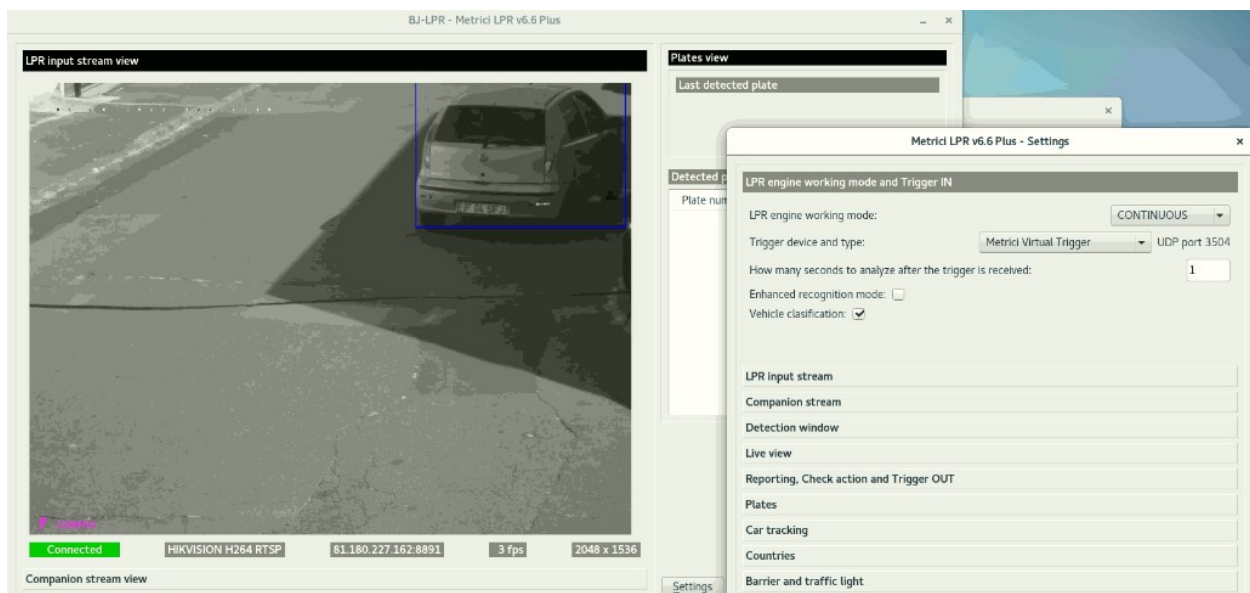 BJ-LPR - Metrici LPR v6.6 Plus
LPR input stream view
Connected
HIKVISION H264 RTSP
81.180.227.162:8891
3 fps
2048 x 1536
Companion stream view
Plates view
Last detected plate
Detected p
Plate num
Settings
Metrici LPR v6.6 Plus - Settings
LPR engine working mode and Trigger IN
LPR engine working mode: CONTINUOUS
Trigger device and type: Metrici Virtual Trigger UDP port 3504
How many seconds to analyze after the trigger is received: 1
Enhanced recognition mode:
Vehicle clasification:
LPR input stream
Companion stream
Detection window
Live view
Reporting, Check action and Trigger OUT
Plates
Car tracking
Countries
Barrier and traffic light